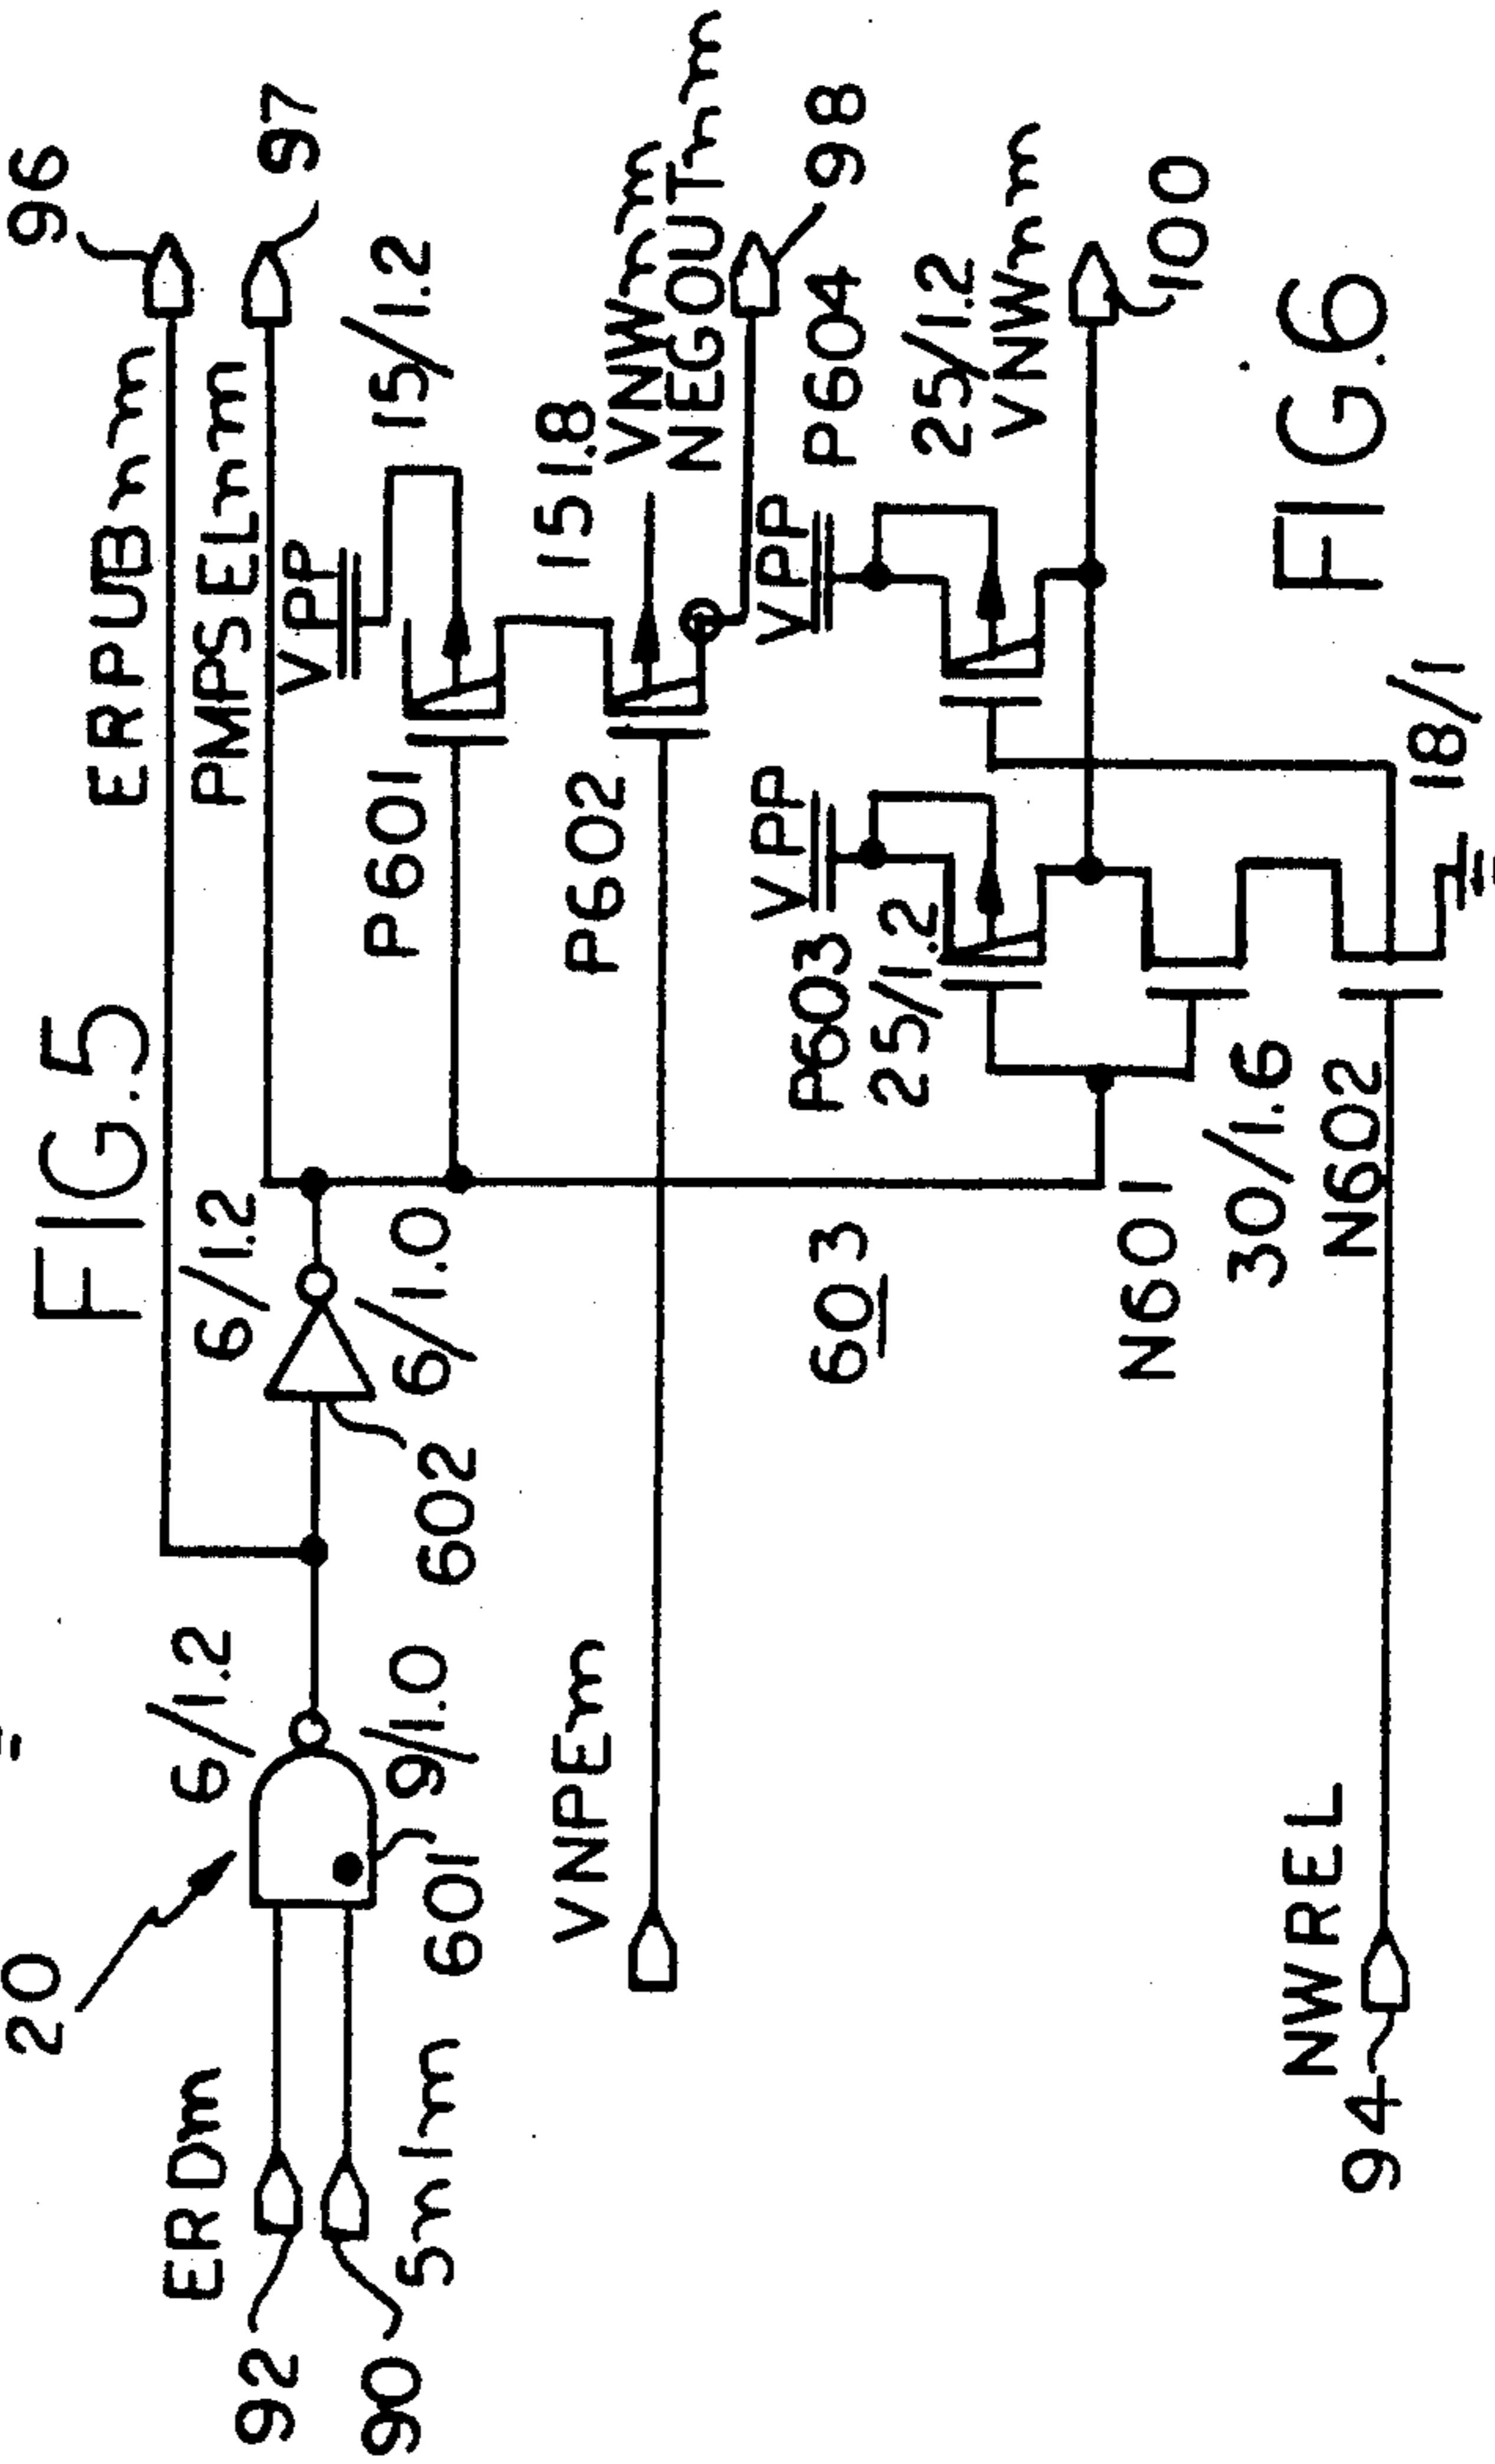 FIG.5
96
ERPUBnm
20
6/1.2
6/1.2
97
PMPSELnm
ERDm
92
90
5nlm
601
9/1.0
602
6/1.0
VPP
15/1.2
P601
VNPEm
P602
15 1.8
VNWnm
NEGOUTnm
98
603
P603
25/1.2
VPP
VPP
P604
25/1.2
VNWnm
100
N601
30/1.6
NWREL
94
N602
18/1
FIG.6